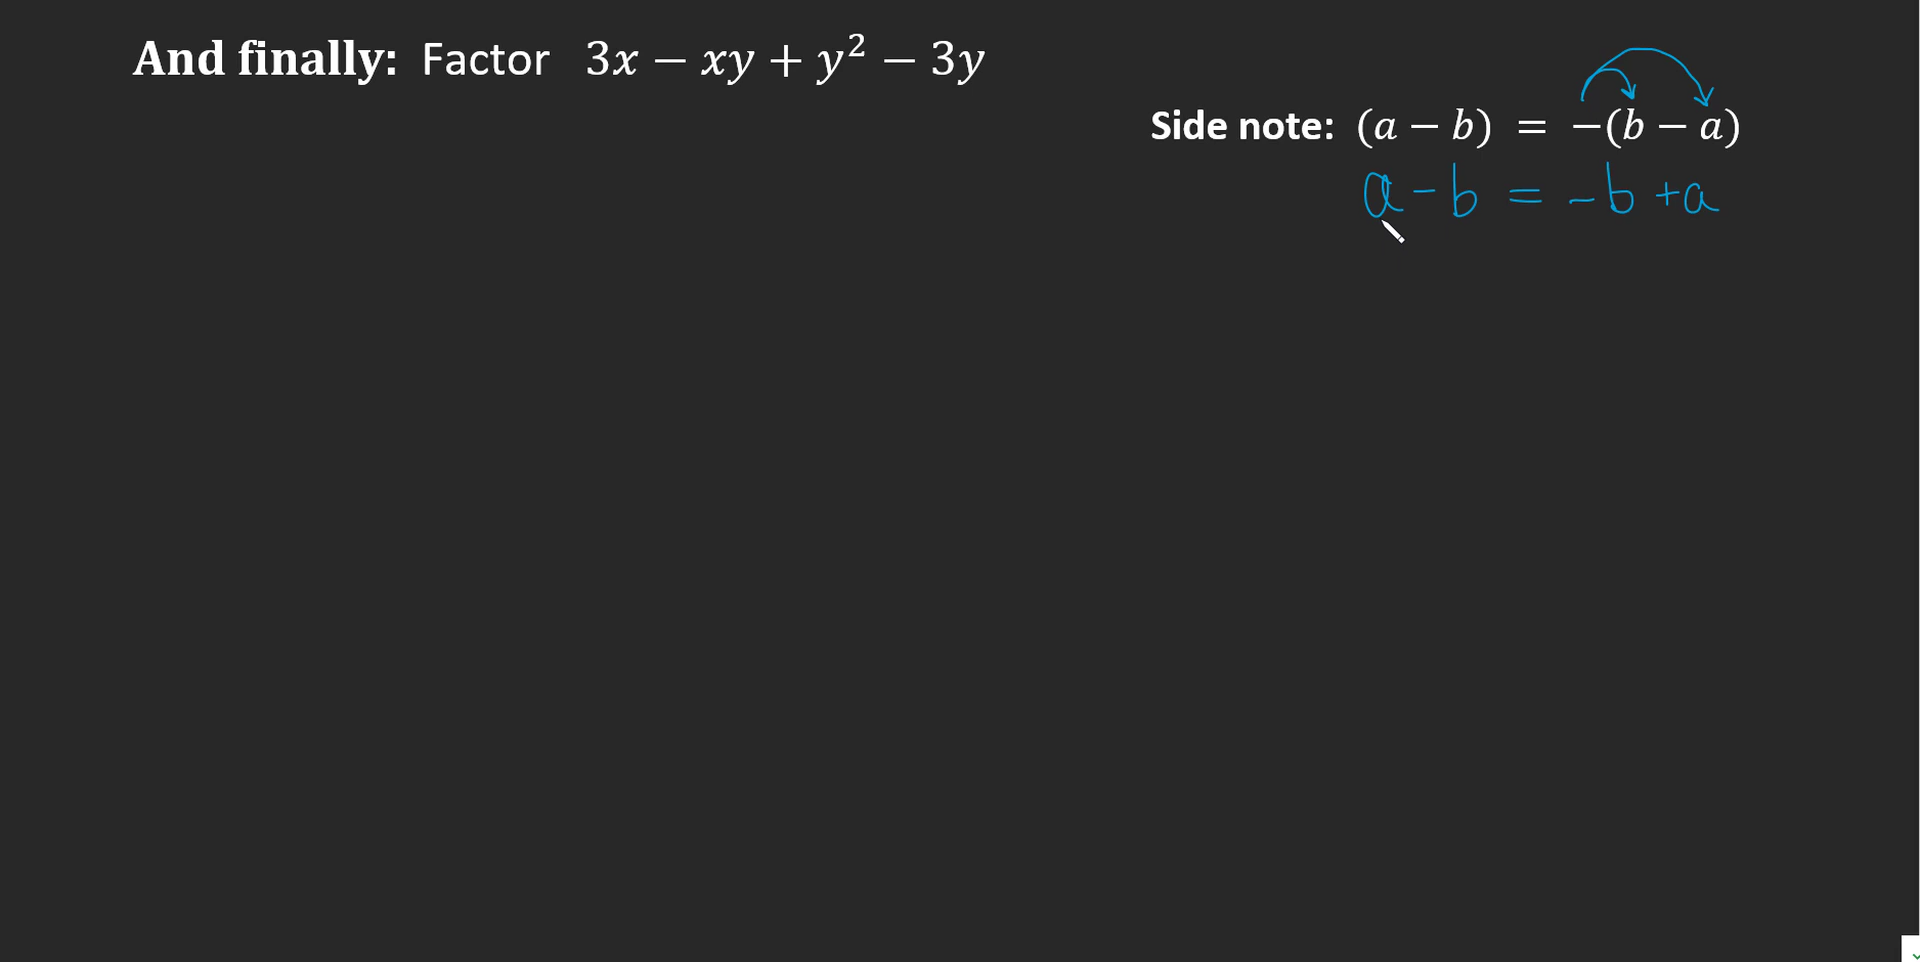 And finally: Factor 3x − xy + y² − 3y
Side note: (a − b) = −(b − a)
a − b = −b + a